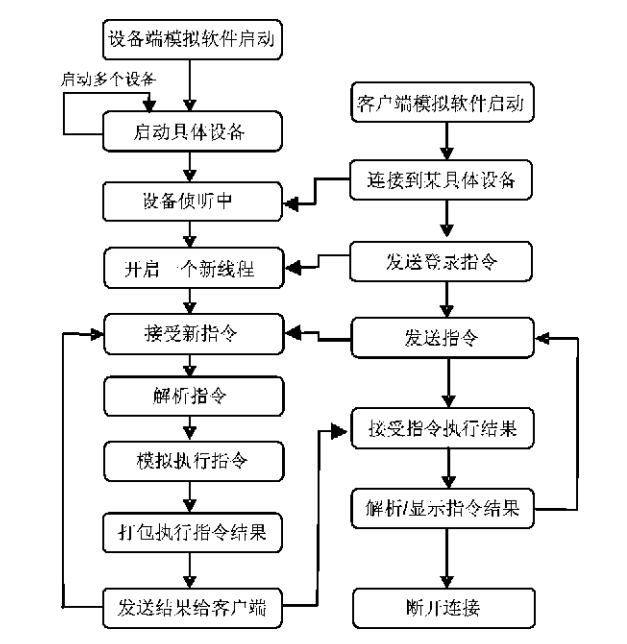 设备端模拟软件启动
启动多个设备
启动具体设备
设备侦听中
开启一个新线程
接受新指令
解析指令
模拟执行指令
打包执行指令结果
发送结果给客户端
客户端模拟软件启动
连接到某具体设备
发送登录指令
发送指令
接受指令执行结果
解析/显示指令结果
断开连接